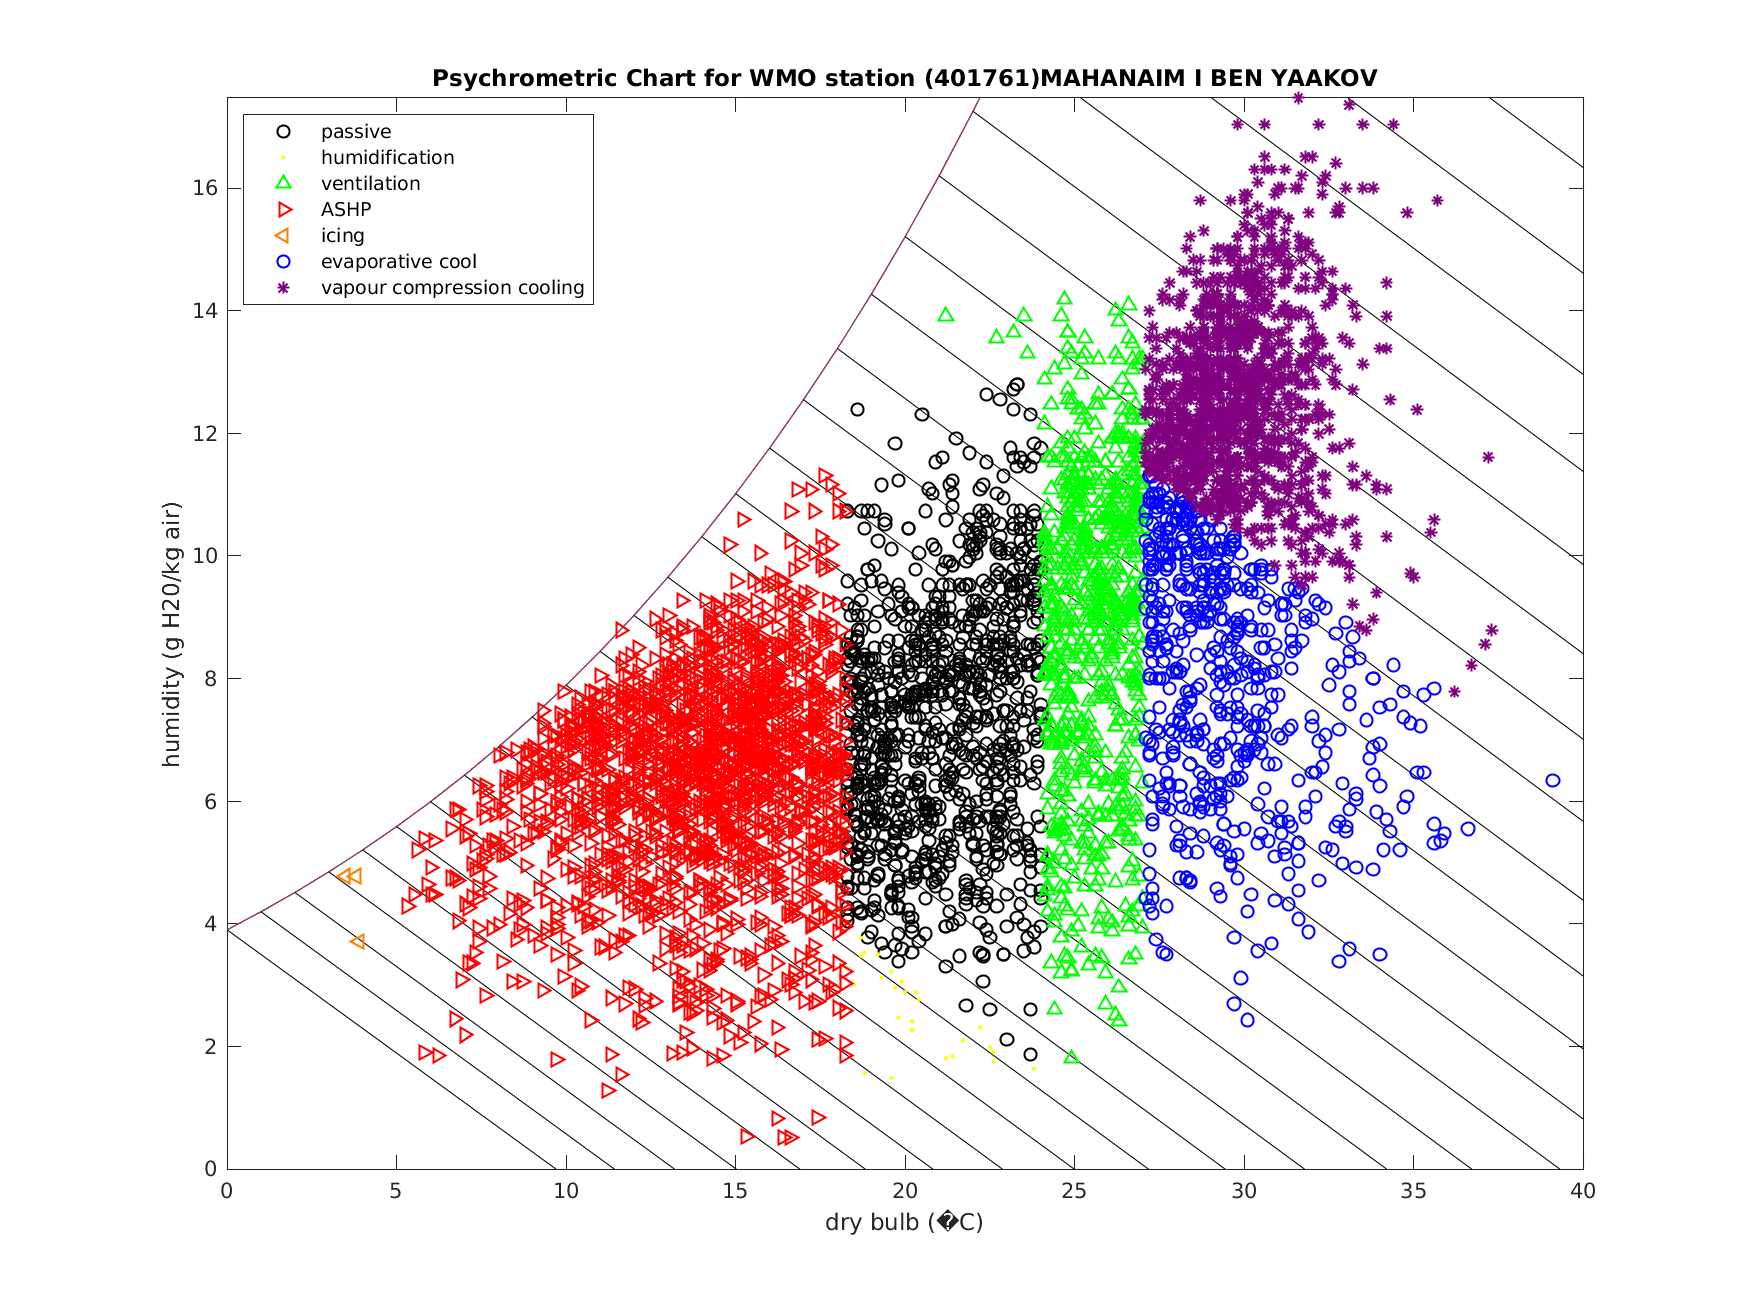 Psychrometric Chart for WMO station (401761)MAHANAIM I BEN YAAKOV
passive
humidification
ventilation
ASHP
icing
evaporative cool
vapour compression cooling
16
14
12
10
8
6
4
2
0
humidity (g H20/kg air)
0 5 10 15 20 25 30 35 40
dry bulb (�C)